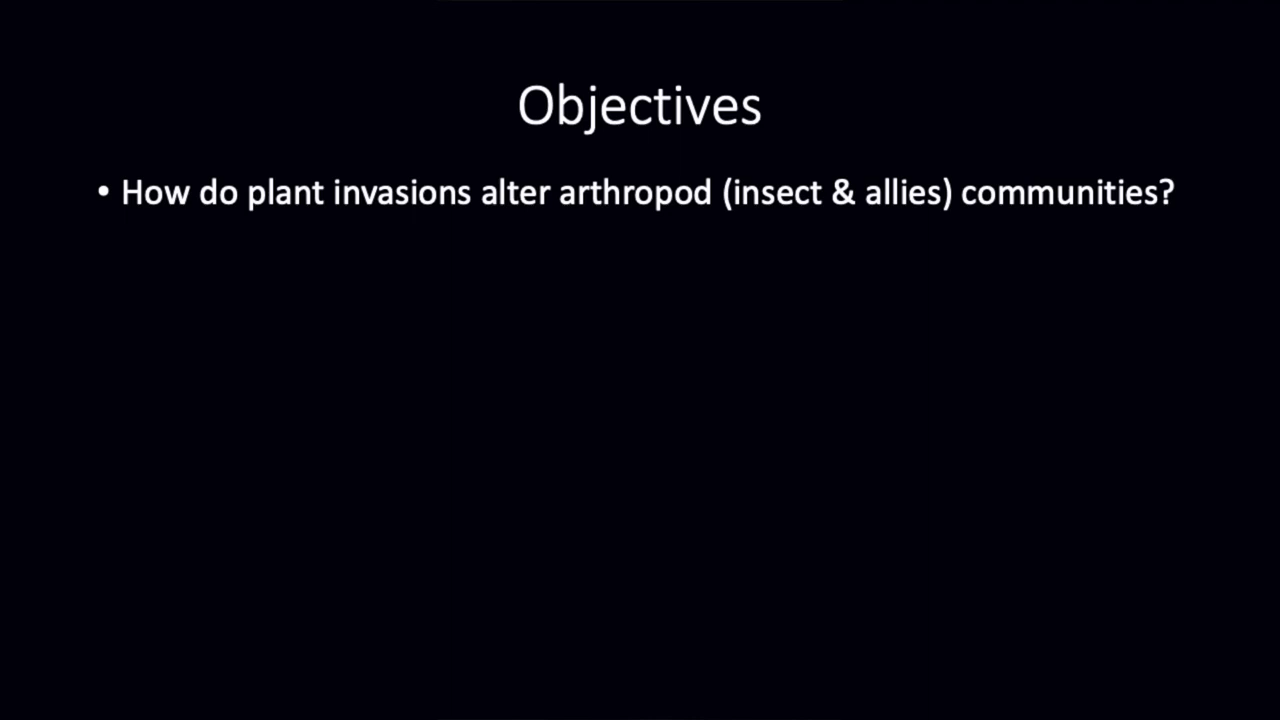 Objectives
• How do plant invasions alter arthropod (insect & allies) communities?